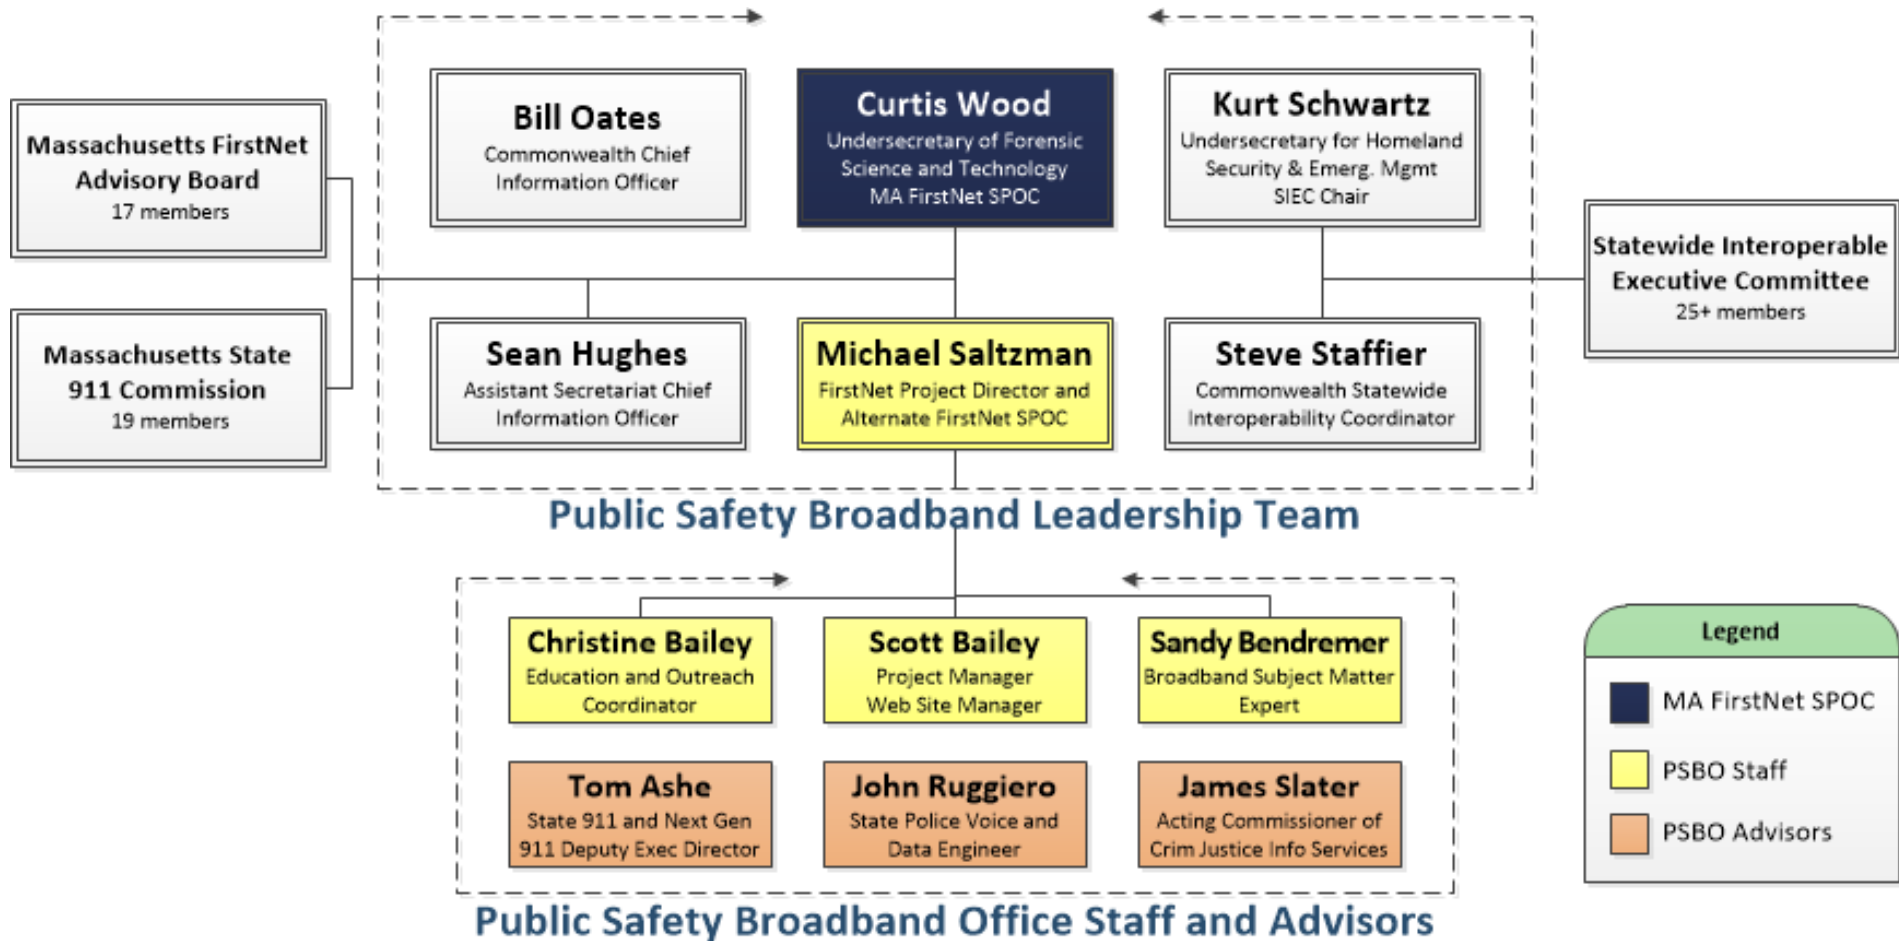 Bill Oates
Commonwealth Chief
Information Officer
Curtis Wood
Undersecretary of Forensic
Science and Technology
MA FirstNet SPOC
Kurt Schwartz
Undersecretary for Homeland
Security & Emerg. Mgmt
SIEC Chair
Massachusetts FirstNet
Advisory Board
17 members
Massachusetts State
911 Commission
19 members
Statewide Interoperable
Executive Committee
25+ members
Sean Hughes
Assistant Secretariat Chief
Information Officer
Michael Saltzman
FirstNet Project Director and
Alternate FirstNet SPOC
Steve Staffier
Commonwealth Statewide
Interoperability Coordinator
Public Safety Broadband Leadership Team
Christine Bailey
Education and Outreach
Coordinator
Scott Bailey
Project Manager
Web Site Manager
Sandy Bendremer
Broadband Subject Matter
Expert
Tom Ashe
State 911 and Next Gen
911 Deputy Exec Director
John Ruggiero
State Police Voice and
Data Engineer
James Slater
Acting Commissioner of
Crim Justice Info Services
Public Safety Broadband Office Staff and Advisors
Legend
MA FirstNet SPOC
PSBO Staff
PSBO Advisors